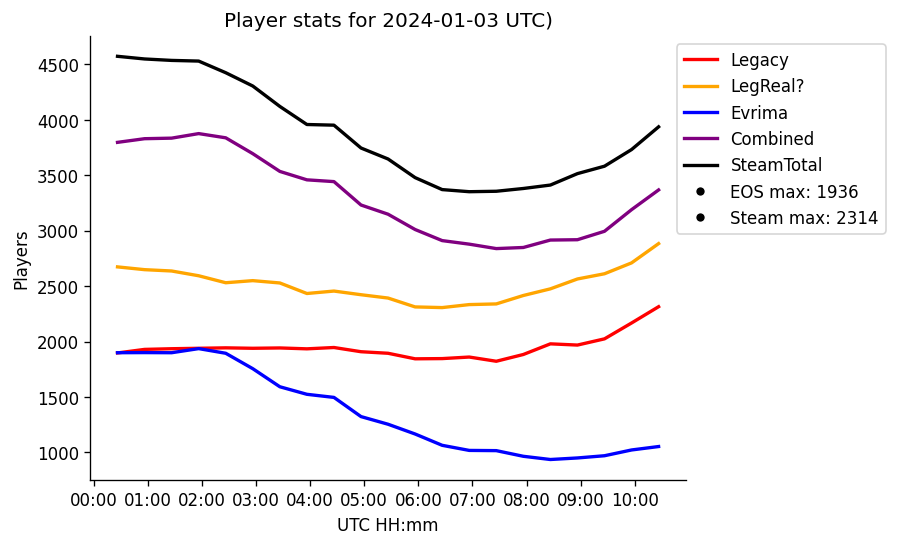 Player stats for 2024-01-03 UTC)
Legacy
LegReal?
Evrima
Combined
SteamTotal
EOS max: 1936
Steam max: 2314
Players
4500
4000
3500
3000
2500
2000
1500
1000
00:00 01:00 02:00 03:00 04:00 05:00 06:00 07:00 08:00 09:00 10:00
UTC HH:mm